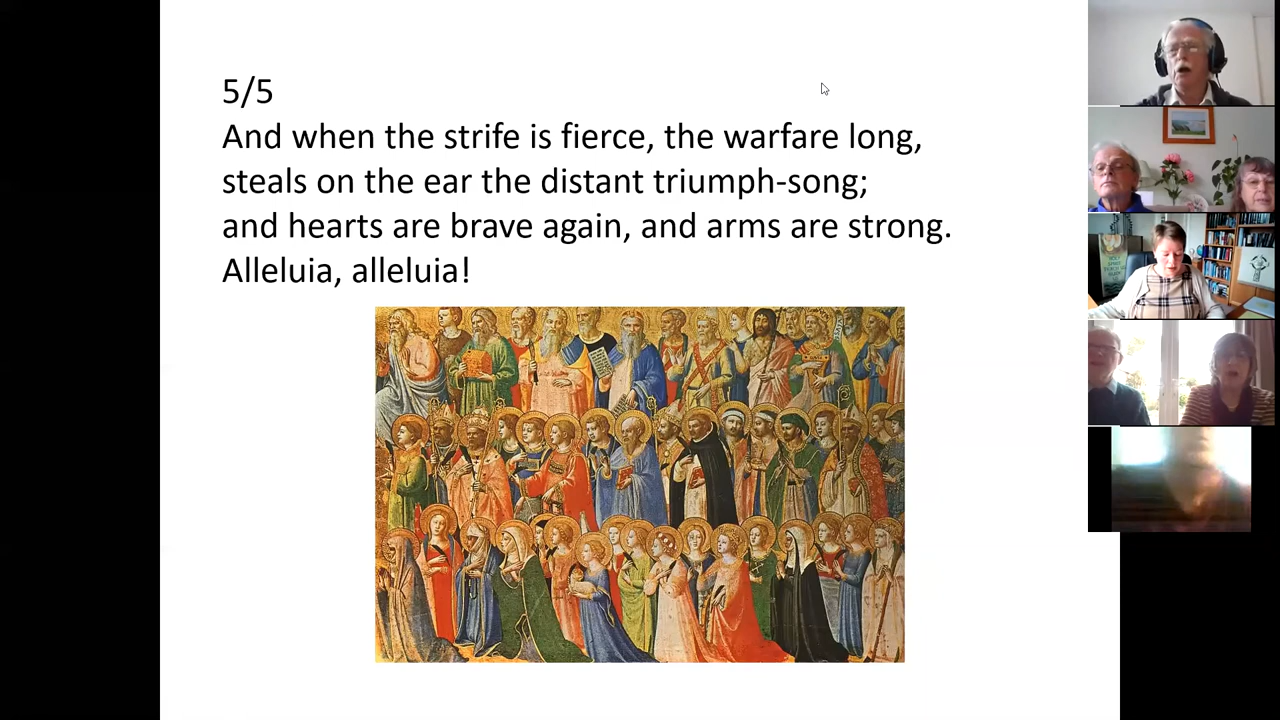 5/5
And when the strife is fierce, the warfare long,
steals on the ear the distant triumph-song;
and hearts are brave again, and arms are strong.
Alleluia, alleluia!